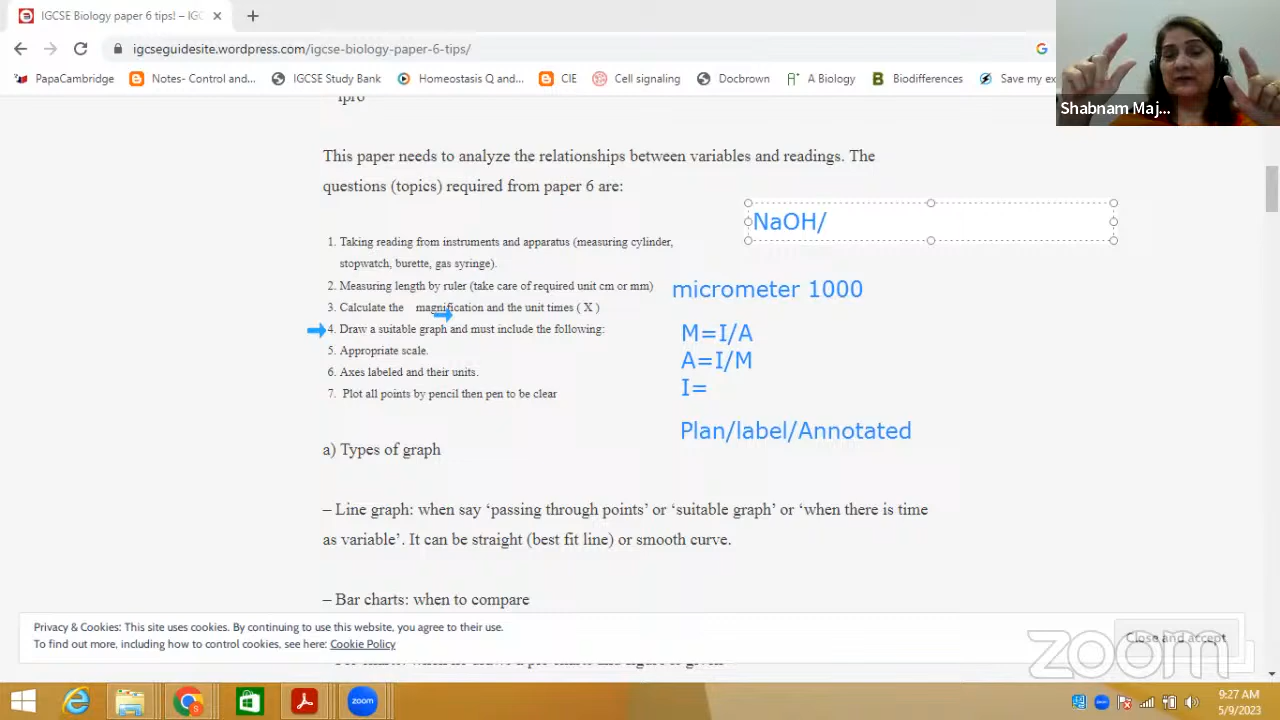 IGCSE Biology paper 6 tips! – IGC
igcseguidesite.wordpress.com/igcse-biology-paper-6-tips/
PapaCambridge
Notes- Control and...
IGCSE Study Bank
Homeostasis Q and...
CIE
Cell signaling
Docbrown
A Biology
Biodifferences
Save my ex
Shabnam Maj...
ipro
This paper needs to analyze the relationships between variables and readings. The
questions (topics) required from paper 6 are:
NaOH/
1. Taking reading from instruments and apparatus (measuring cylinder,
stopwatch, burette, gas syringe).
2. Measuring length by ruler (take care of required unit cm or mm)
micrometer 1000
3. Calculate the magnification and the unit times ( X )
4. Draw a suitable graph and must include the following:
M=I/A
5. Appropriate scale.
A=I/M
6. Axes labeled and their units.
I=
7. Plot all points by pencil then pen to be clear
Plan/label/Annotated
a) Types of graph
– Line graph: when say ‘passing through points’ or ‘suitable graph’ or ‘when there is time
as variable’. It can be straight (best fit line) or smooth curve.
– Bar charts: when to compare
Privacy & Cookies: This site uses cookies. By continuing to use this website, you agree to their use.
To find out more, including how to control cookies, see here: Cookie Policy
Close and accept
zoom
zoom
9:27 AM
5/9/2023